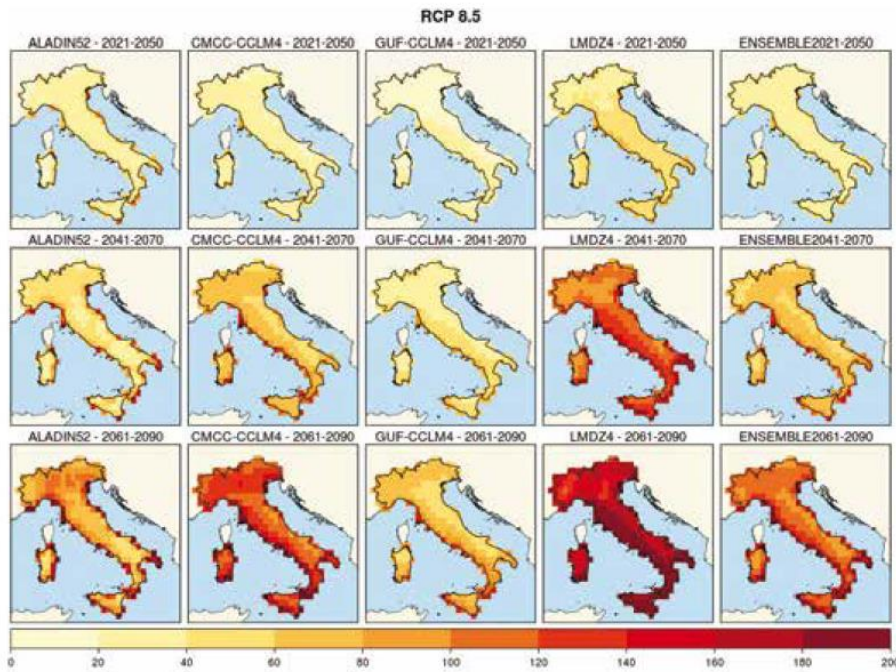 RCP 8.5
ALADIN52 - 2021-2050 CMCC-CCLM4 - 2021-2050 GUF-CCLM4 - 2021-2050 LMDZ4 - 2021-2050 ENSEMBLE2021-2050
ALADIN52 - 2041-2070 CMCC-CCLM4 - 2041-2070 GUF-CCLM4 - 2041-2070 LMDZ4 - 2041-2070 ENSEMBLE2041-2070
ALADIN52 - 2061-2090 CMCC-CCLM4 - 2061-2090 GUF-CCLM4 - 2061-2090 LMDZ4 - 2061-2090 ENSEMBLE2061-2090
0 20 40 60 80 100 120 140 160 180